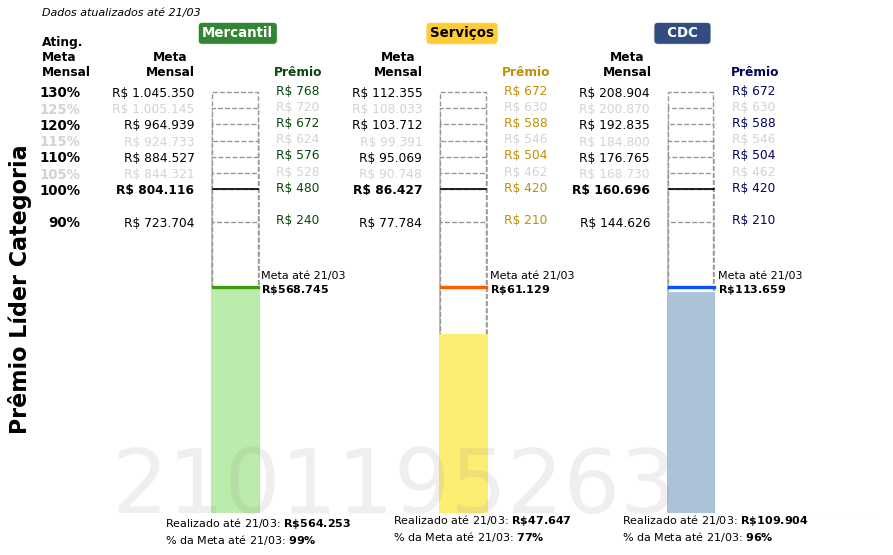 Dados atualizados até 21/03
Mercantil Serviços CDC
Ating. Meta Mensal Meta Mensal Prêmio Meta Mensal Prêmio Meta Mensal Prêmio
130% R$ 1.045.350 R$ 768 R$ 112.355 R$ 672 R$ 208.904 R$ 672
125% R$ 1.005.145 R$ 720 R$ 108.033 R$ 630 R$ 200.870 R$ 630
120% R$ 964.939 R$ 672 R$ 103.712 R$ 588 R$ 192.835 R$ 588
115% R$ 924.733 R$ 624 R$ 99.391 R$ 546 R$ 184.800 R$ 546
110% R$ 884.527 R$ 576 R$ 95.069 R$ 504 R$ 176.765 R$ 504
105% R$ 844.321 R$ 528 R$ 90.748 R$ 462 R$ 168.730 R$ 462
100% R$ 804.116 R$ 480 R$ 86.427 R$ 420 R$ 160.696 R$ 420
90% R$ 723.704 R$ 240 R$ 77.784 R$ 210 R$ 144.626 R$ 210
Prêmio Líder Categoria
Meta até 21/03 Meta até 21/03 Meta até 21/03
R$568.745 R$61.129 R$113.659
2101195263
Realizado até 21/03: R$564.253 Realizado até 21/03: R$47.647 Realizado até 21/03: R$109.904
% da Meta até 21/03: 99% % da Meta até 21/03: 77% % da Meta até 21/03: 96%